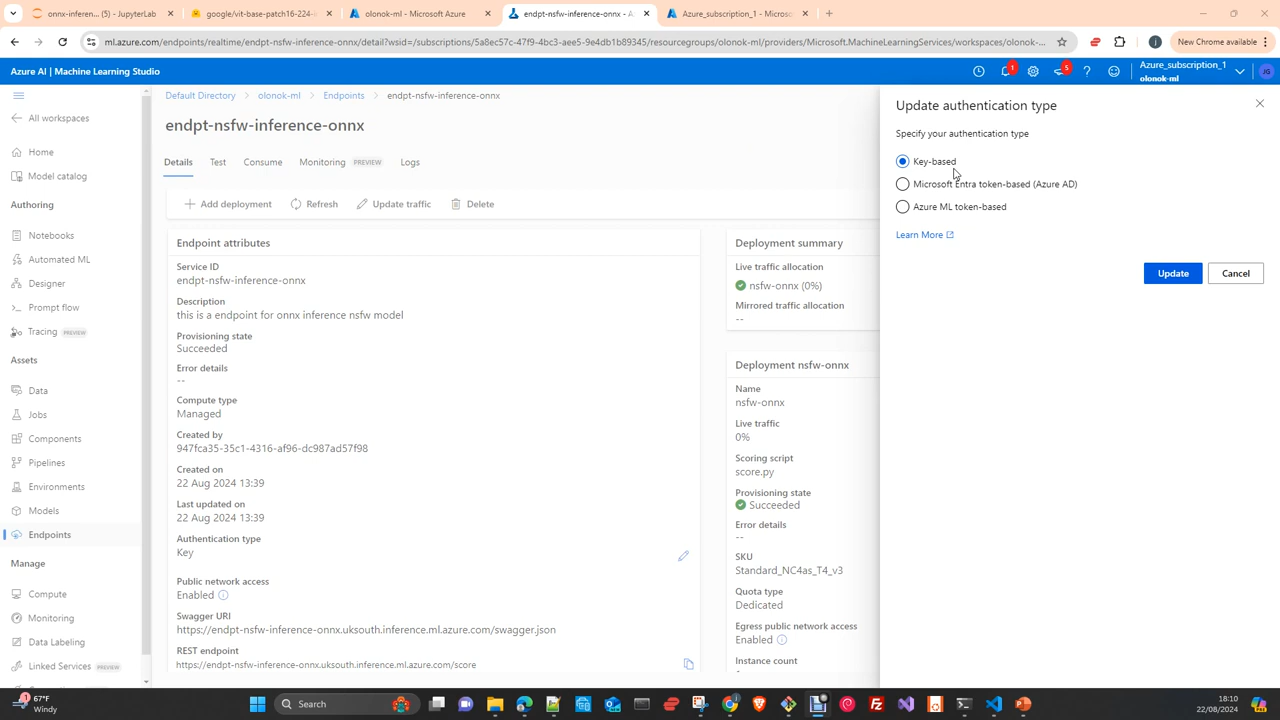 onnx-inferen... (5) - JupyterLab
google/vit-base-patch16-224-i
olonok-ml - Microsoft Azure
endpt-nsfw-inference-onnx - A
Azure_subscription_1 - Microso
ml.azure.com/endpoints/realtime/endpt-nsfw-inference-onnx/detail?wsid=/subscriptions/5a8ec57c-47f9-4bc3-aee5-9e4db1b89345/resourcegroups/olonok-ml/providers/Microsoft.MachineLearningServices/workspaces/olonok-...
New Chrome available
Azure AI | Machine Learning Studio
1
5
Azure_subscription_1
olonok-ml
JG
All workspaces
Home
Model catalog
Authoring
Notebooks
Automated ML
Designer
Prompt flow
Tracing PREVIEW
Assets
Data
Jobs
Components
Pipelines
Environments
Models
Endpoints
Manage
Compute
Monitoring
Data Labeling
Linked Services PREVIEW
Default Directory > olonok-ml > Endpoints > endpt-nsfw-inference-onnx
endpt-nsfw-inference-onnx
Details Test Consume Monitoring PREVIEW Logs
Add deployment Refresh Update traffic Delete
Endpoint attributes
Service ID
endpt-nsfw-inference-onnx
Description
this is a endpoint for onnx inference nsfw model
Provisioning state
Succeeded
Error details
--
Compute type
Managed
Created by
947fca35-35c1-4316-af96-dc987ad57f98
Created on
22 Aug 2024 13:39
Last updated on
22 Aug 2024 13:39
Authentication type
Key
Public network access
Enabled
Swagger URI
https://endpt-nsfw-inference-onnx.uksouth.inference.ml.azure.com/swagger.json
REST endpoint
https://endpt-nsfw-inference-onnx.uksouth.inference.ml.azure.com/score
Deployment summary
Live traffic allocation
nsfw-onnx (0%)
Mirrored traffic allocation
--
Deployment nsfw-onnx
Name
nsfw-onnx
Live traffic
0%
Scoring script
score.py
Provisioning state
Succeeded
Error details
--
SKU
Standard_NC4as_T4_v3
Quota type
Dedicated
Egress public network access
Enabled
Instance count
Update authentication type
Specify your authentication type
Key-based
Microsoft Entra token-based (Azure AD)
Azure ML token-based
Learn More
Update
Cancel
1
67°F
Windy
Search
18:10
22/08/2024